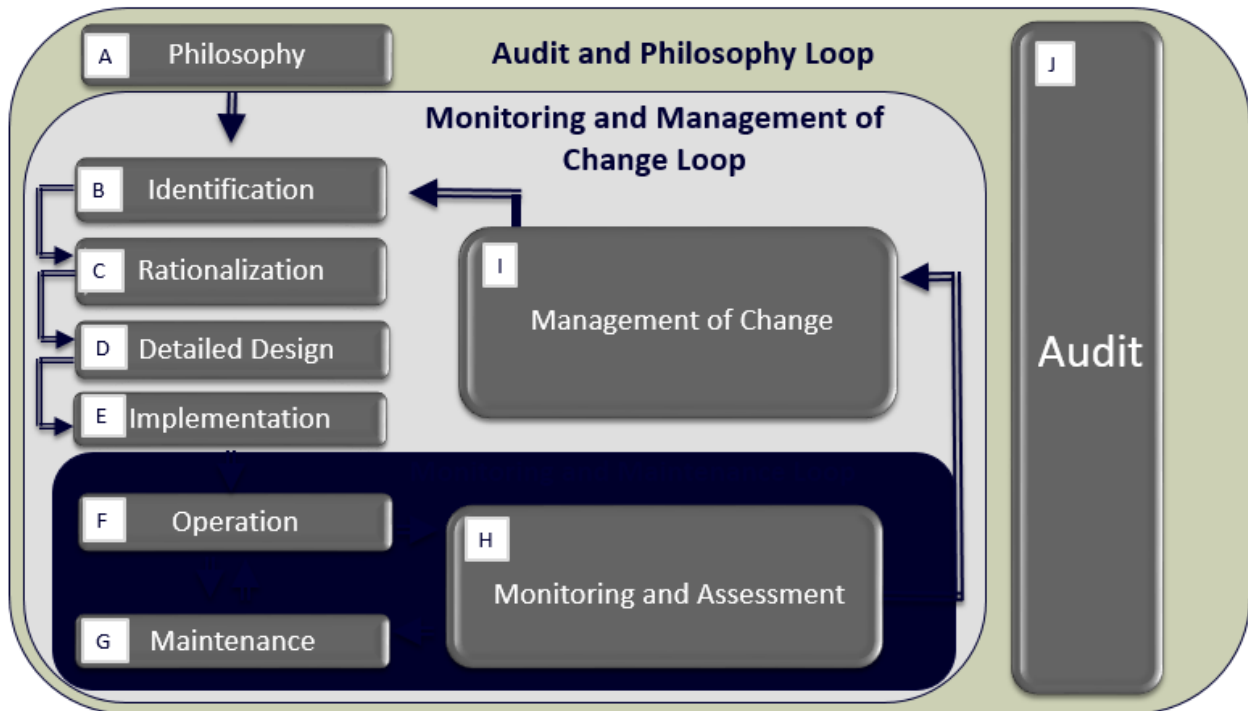 A Philosophy
Audit and Philosophy Loop
J
Audit
Monitoring and Management of
Change Loop
B Identification
C Rationalization
D Detailed Design
E Implementation
I
Management of Change
F Operation
H
Monitoring and Assessment
G Maintenance